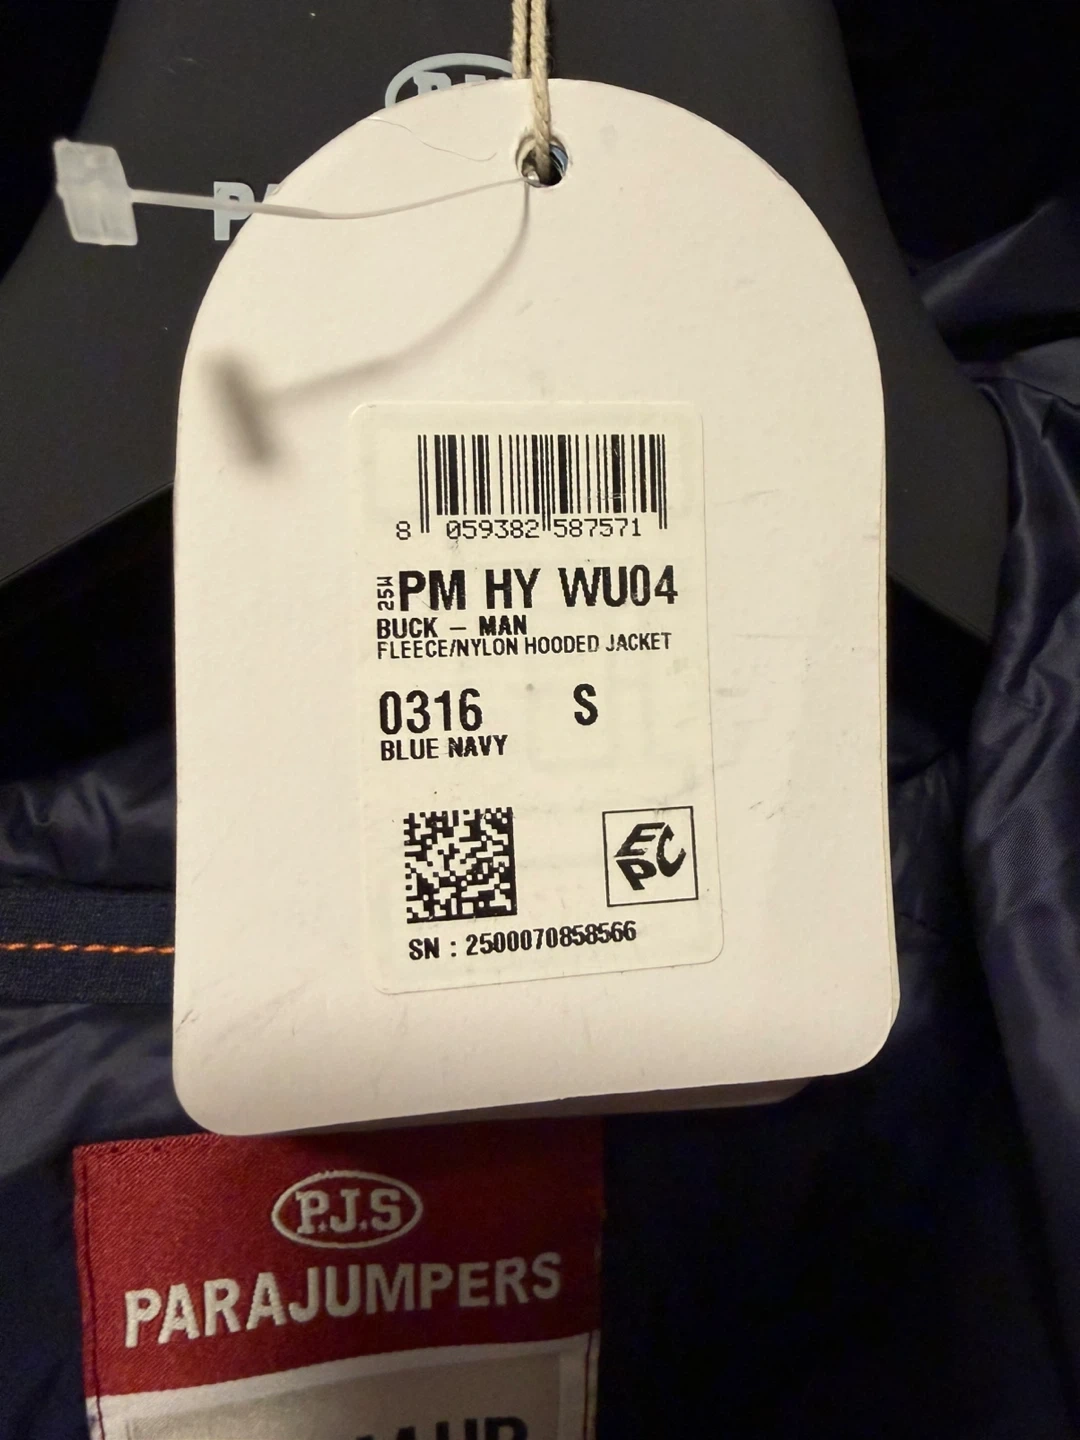 8 059382 587571
25W PM HY WU04
BUCK – MAN
FLEECE/NYLON HOODED JACKET
0316 S
BLUE NAVY
EPC
SN : 2500070858566
P.J.S
PARAJUMPERS